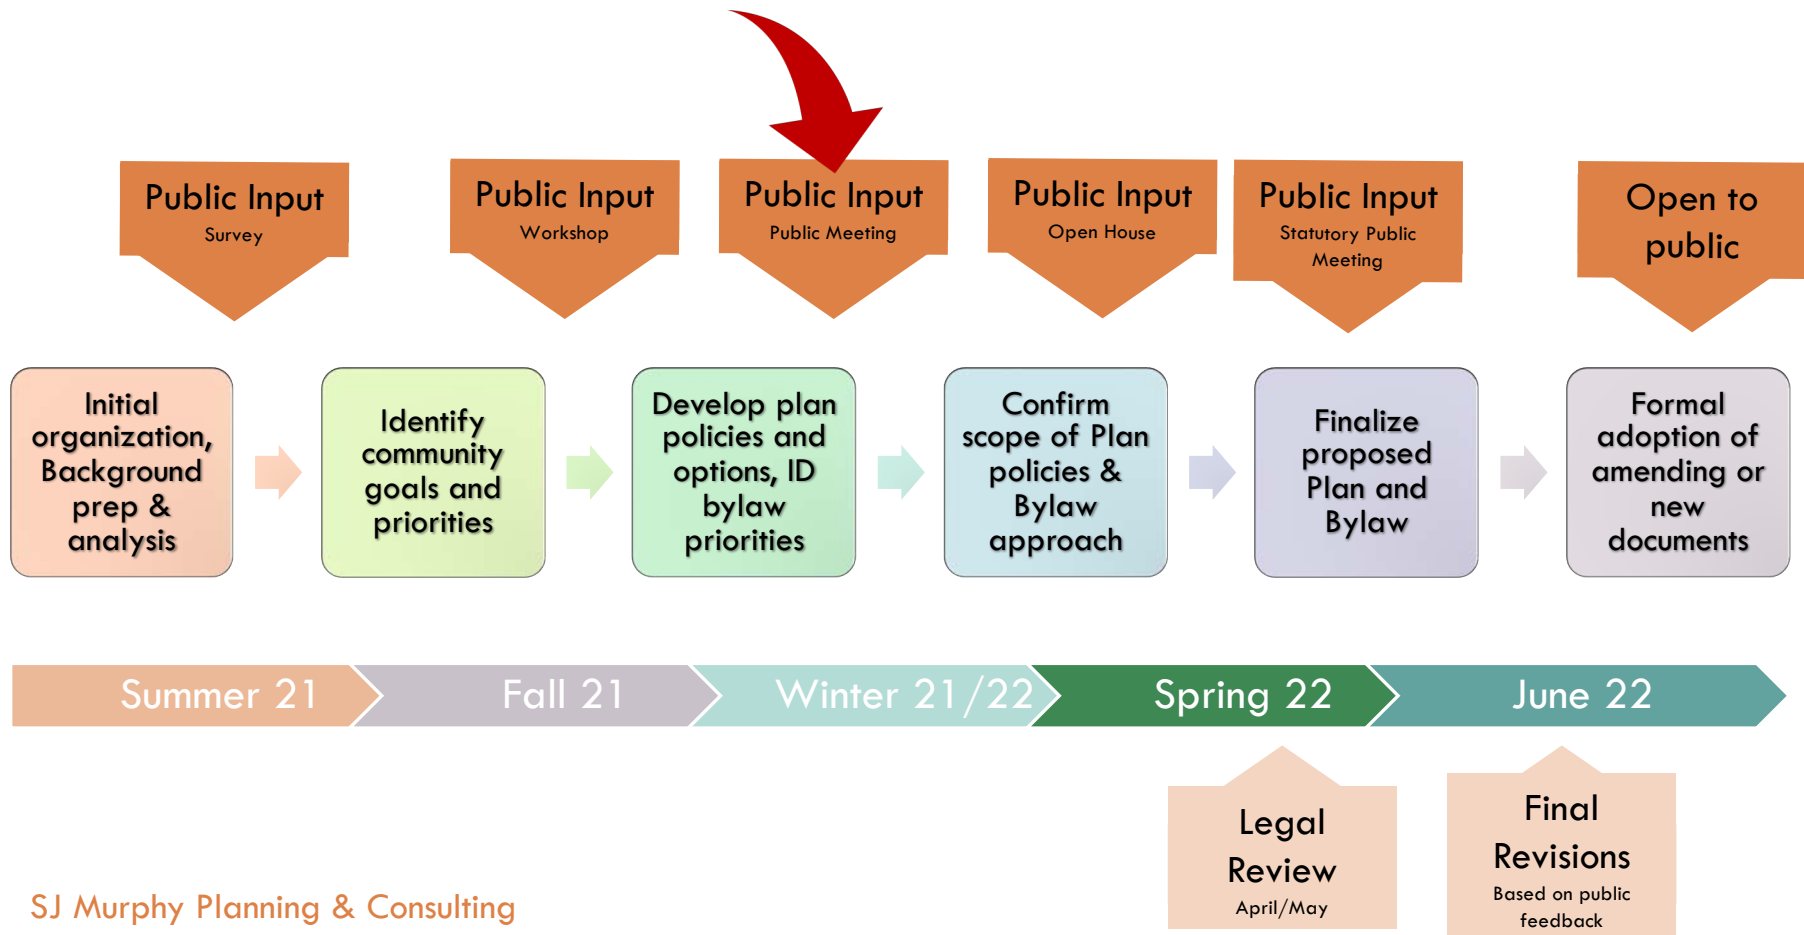 Public Input
Survey
Public Input
Workshop
Public Input
Public Meeting
Public Input
Open House
Public Input
Statutory Public
Meeting
Open to
public
Initial
organization,
Background
prep &
analysis
Identify
community
goals and
priorities
Develop plan
policies and
options, ID
bylaw
priorities
Confirm
scope of Plan
policies &
Bylaw
approach
Finalize
proposed
Plan and
Bylaw
Formal
adoption of
amending or
new
documents
Summer 21
Fall 21
Winter 21/22
Spring 22
June 22
Legal
Review
April/May
Final
Revisions
Based on public
feedback
SJ Murphy Planning & Consulting